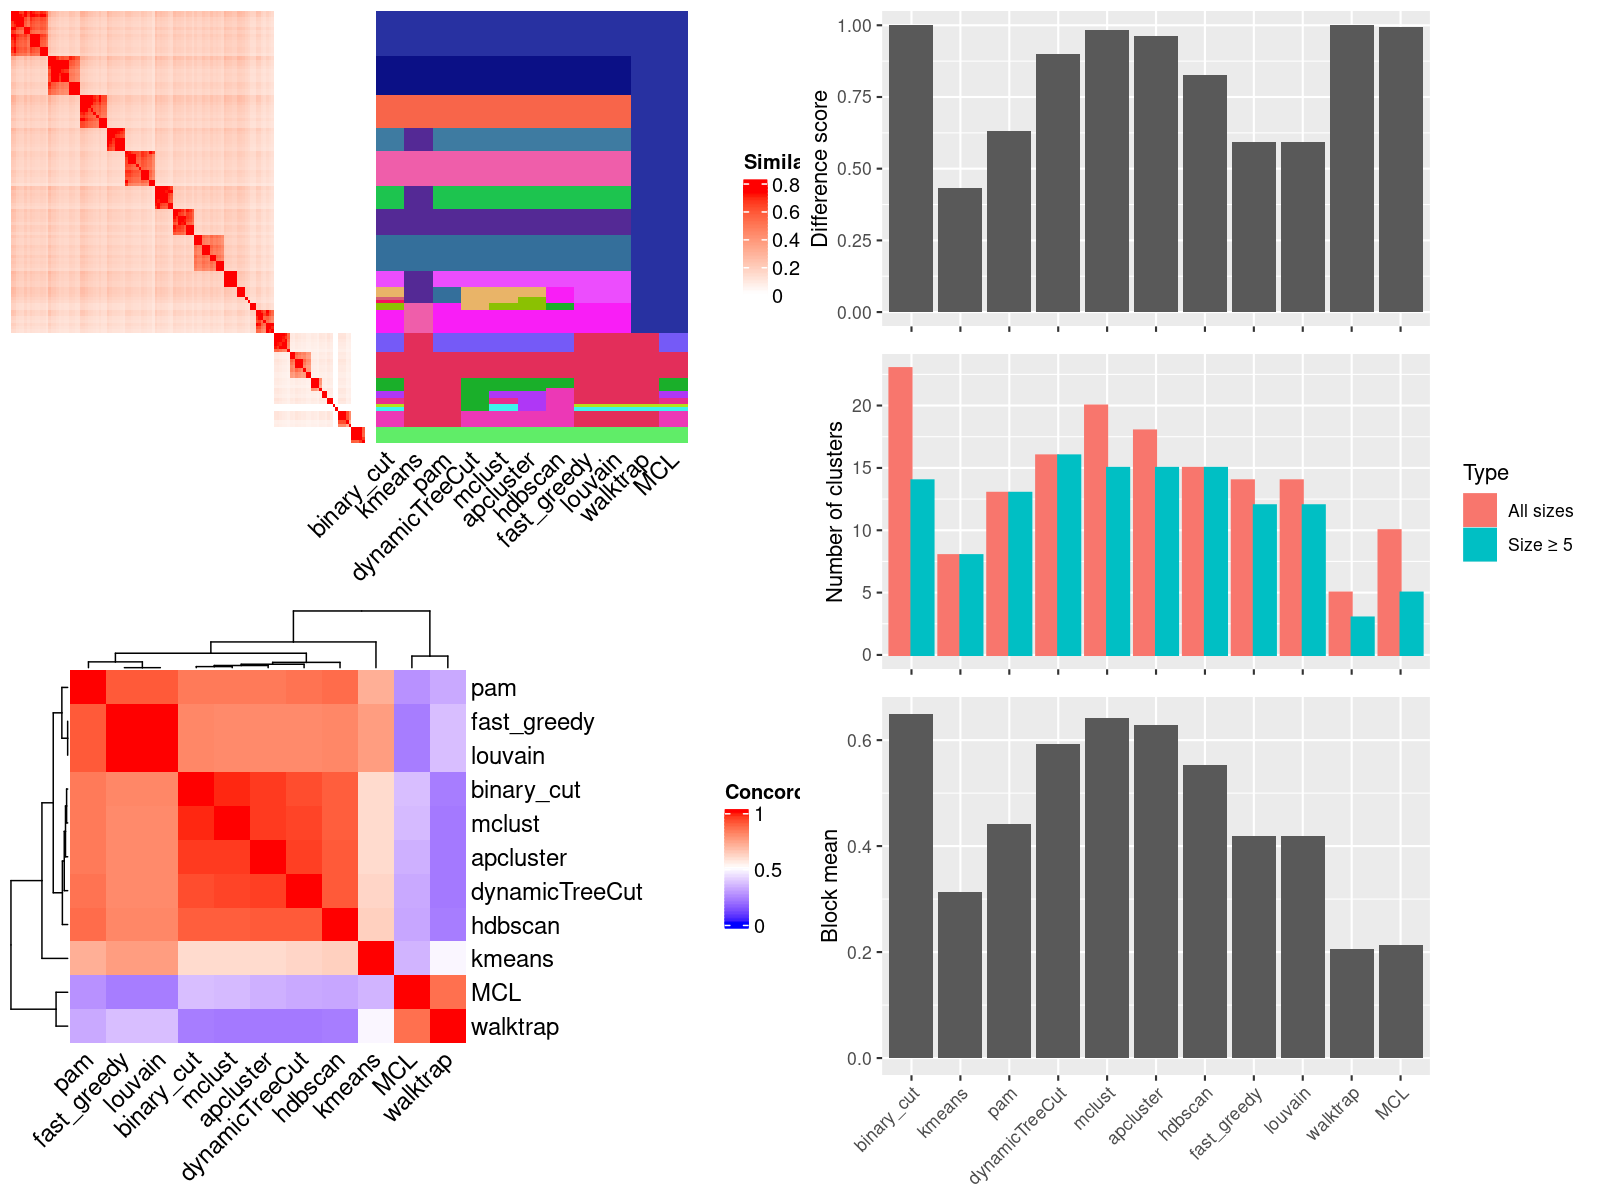 Simila
0.8
0.6
0.4
0.2
0
binary_cut
kmeans
pam
dynamicTreeCut
mclust
apcluster
hdbscan
fast_greedy
louvain
walktrap
MCL
pam
fast_greedy
louvain
binary_cut
mclust
apcluster
dynamicTreeCut
hdbscan
kmeans
MCL
walktrap
Concord
1
0.5
0
pam
fast_greedy
louvain
binary_cut
mclust
apcluster
dynamicTreeCut
hdbscan
kmeans
MCL
walktrap
Difference score
1.00
0.75
0.50
0.25
0.00
Number of clusters
20
15
10
5
0
Type
All sizes
Size ≥ 5
Block mean
0.6
0.4
0.2
0.0
binary_cut
kmeans
pam
dynamicTreeCut
mclust
apcluster
hdbscan
fast_greedy
louvain
walktrap
MCL